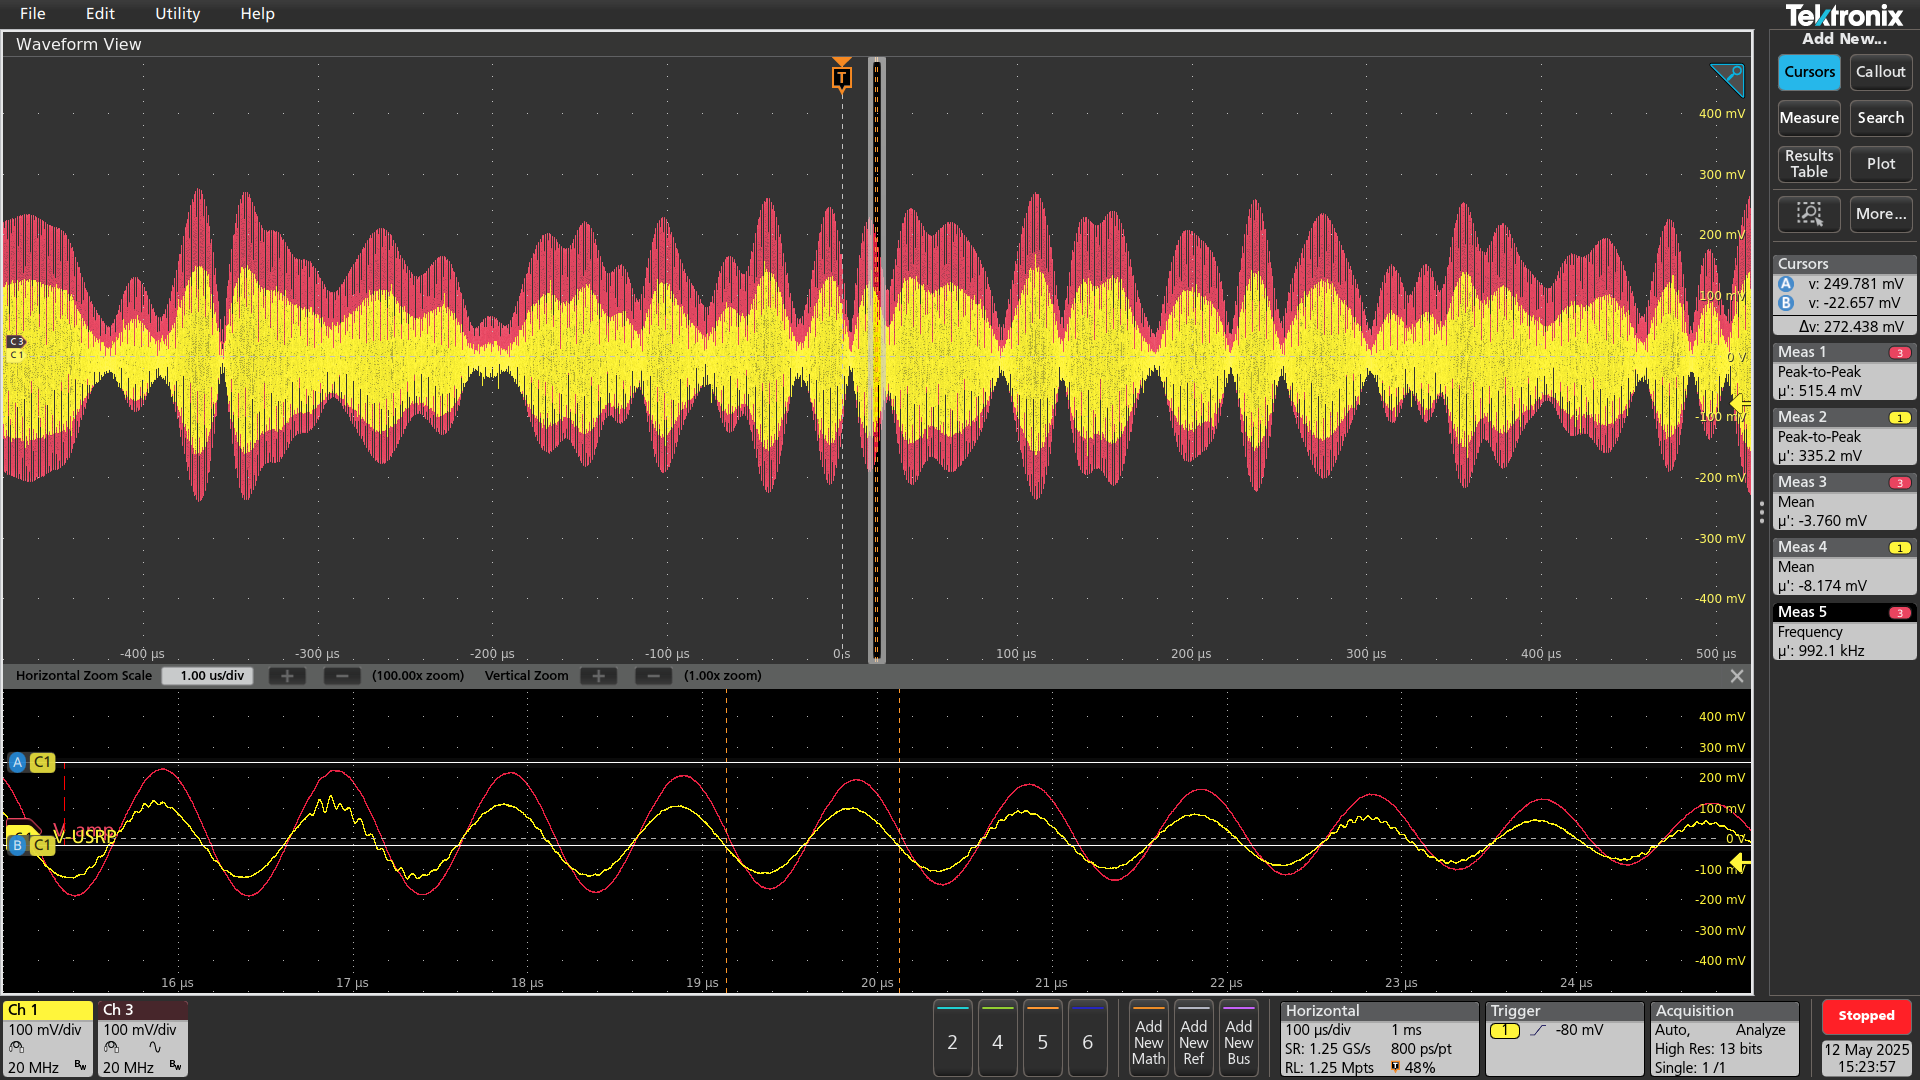 File Edit Utility Help
Tektronix
Waveform View
Add New...
Cursors Callout
Measure Search
Results Table Plot
More...
T
400 mV
300 mV
200 mV
100 mV
0 V
-100 mV
-200 mV
-300 mV
-400 mV
C3
C1
-400 µs -300 µs -200 µs -100 µs 0 s 100 µs 200 µs 300 µs 400 µs 500 µs
Horizontal Zoom Scale 1.00 us/div + − (100.00x zoom) Vertical Zoom + − (1.00x zoom)
400 mV
300 mV
200 mV
100 mV
0 V
-100 mV
-200 mV
-300 mV
-400 mV
A C1
V-USRP
B C1
16 µs 17 µs 18 µs 19 µs 20 µs 21 µs 22 µs 23 µs 24 µs
Cursors
A v: 249.781 mV
B v: -22.657 mV
Δv: 272.438 mV
Meas 1 3
Peak-to-Peak
µ': 515.4 mV
Meas 2 1
Peak-to-Peak
µ': 335.2 mV
Meas 3 3
Mean
µ': -3.760 mV
Meas 4 1
Mean
µ': -8.174 mV
Meas 5 3
Frequency
µ': 992.1 kHz
Ch 1
100 mV/div
20 MHz Bw
Ch 3
100 mV/div
20 MHz Bw
2 4 5 6
Add New Math
Add New Ref
Add New Bus
Horizontal
100 µs/div 1 ms
SR: 1.25 GS/s 800 ps/pt
RL: 1.25 Mpts T 48%
Trigger
1 -80 mV
Acquisition
Auto, Analyze
High Res: 13 bits
Single: 1 /1
Stopped
12 May 2025
15:23:57